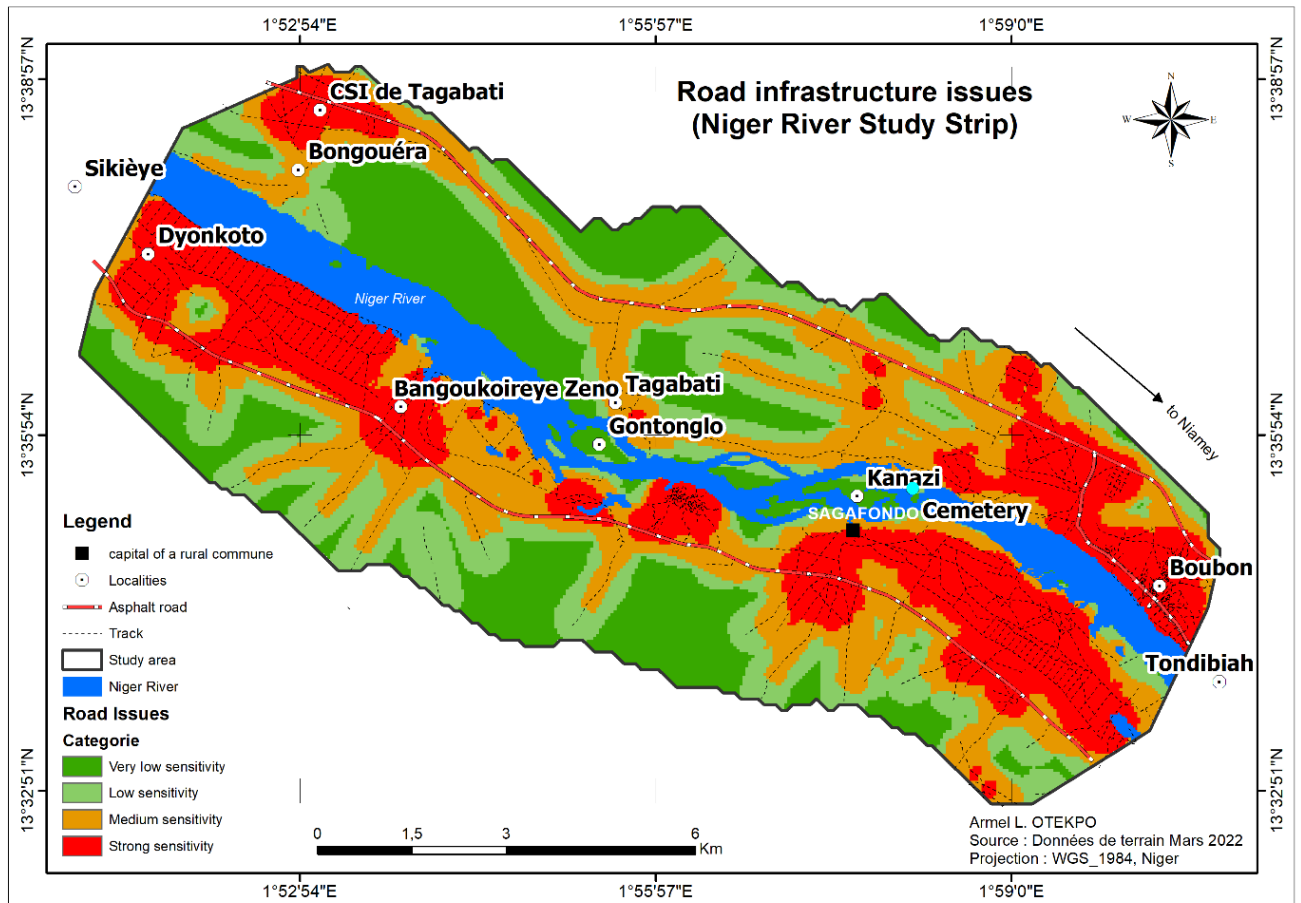 1°52'54"E
1°55'57"E
1°59'0"E
13°38'57"N
13°38'57"N
Road infrastructure issues
(Niger River Study Strip)
N
W
E
S
CSI de Tagabati
Bongouéra
Sikièye
Dyonkoto
Niger River
Bangoukoireye Zeno
Tagabati
Gontonglo
to Niamey
13°35'54"N
13°35'54"N
Kanazi
SAGAFONDO
Cemetery
Boubon
Tondibiah
Legend
capital of a rural commune
Localities
Asphalt road
Track
Study area
Niger River
Road Issues
Categorie
Very low sensitivity
Low sensitivity
Medium sensitivity
Strong sensitivity
13°32'51"N
13°32'51"N
0
1,5
3
6
Km
Armel L. OTEKPO
Source : Données de terrain Mars 2022
Projection : WGS_1984, Niger
1°52'54"E
1°55'57"E
1°59'0"E